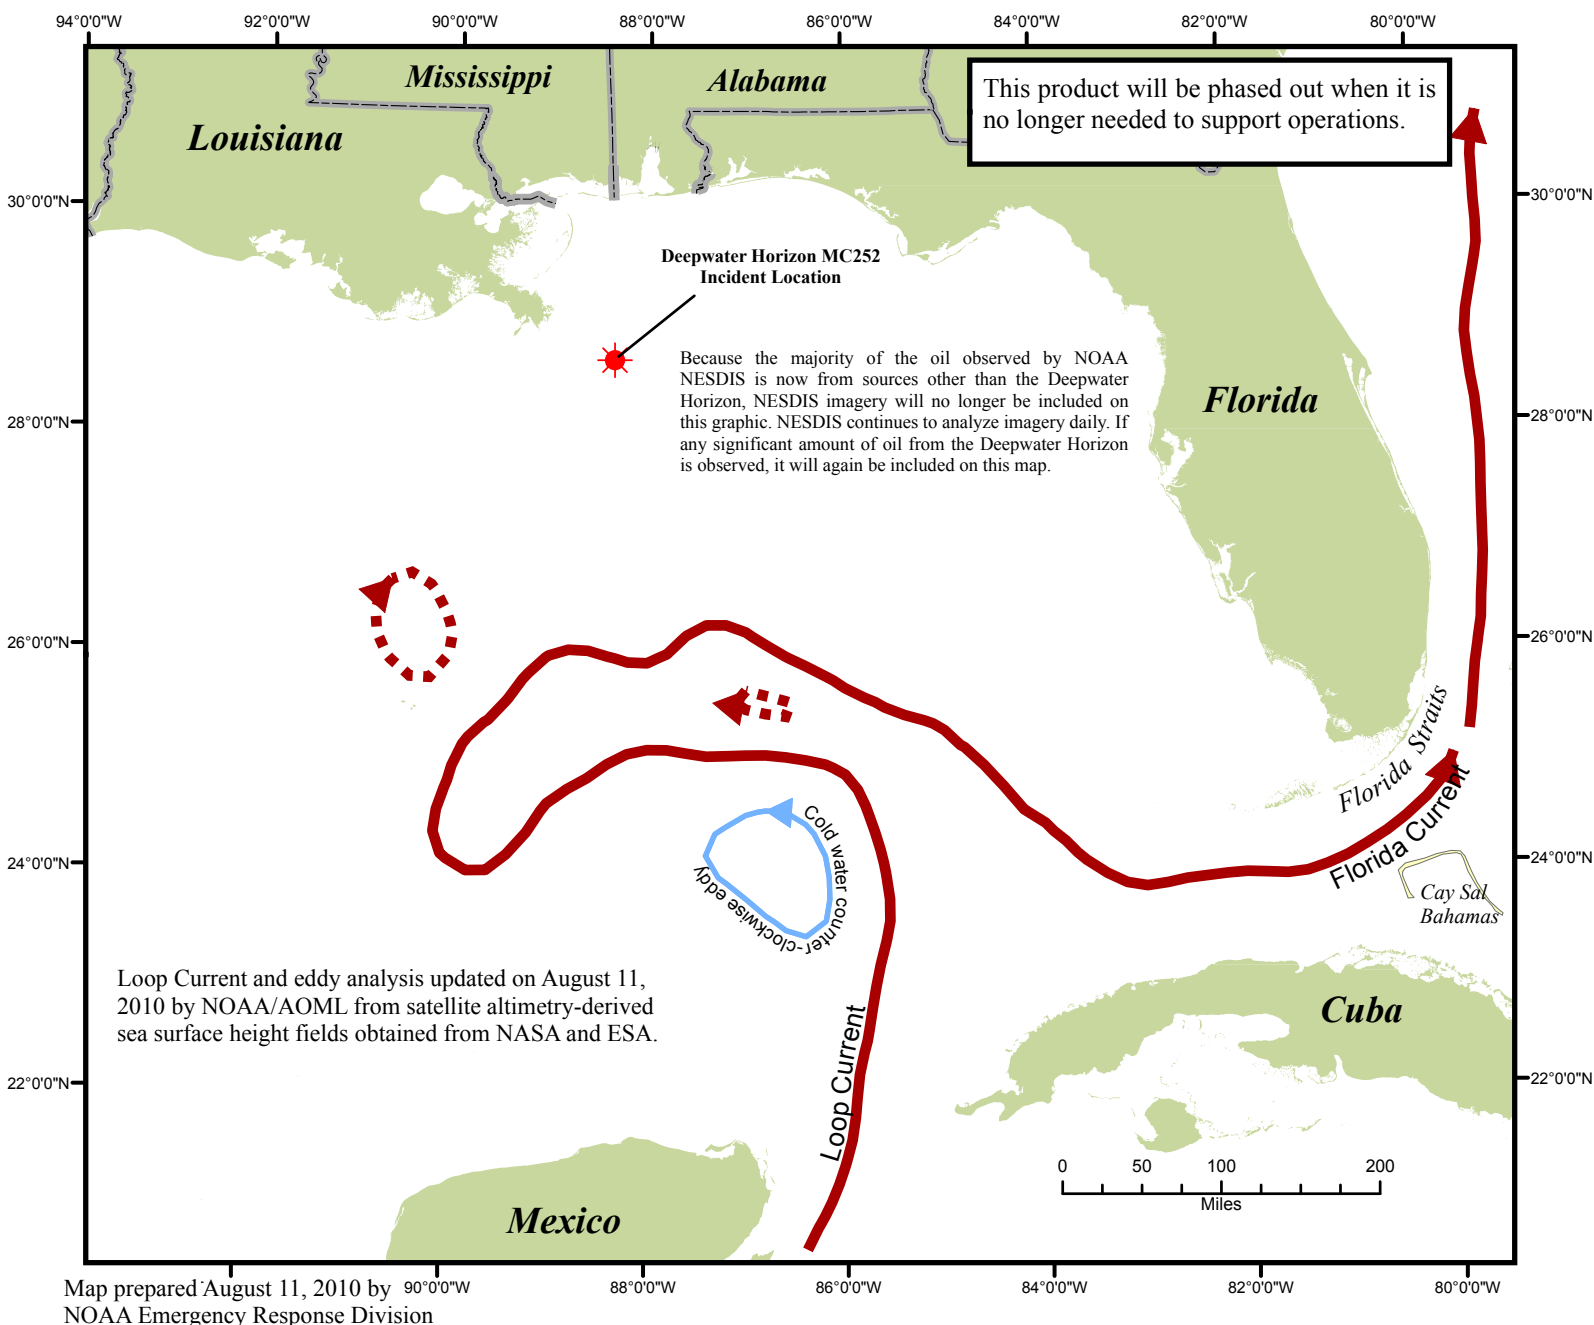 94°0'0"W 92°0'0"W 90°0'0"W 88°0'0"W 86°0'0"W 84°0'0"W 82°0'0"W 80°0'0"W
Mississippi
Alabama
Louisiana
This product will be phased out when it is
no longer needed to support operations.
30°0'0"N
30°0'0"N
Deepwater Horizon MC252
Incident Location
Because the majority of the oil observed by NOAA
NESDIS is now from sources other than the Deepwater
Horizon, NESDIS imagery will no longer be included on
this graphic. NESDIS continues to analyze imagery daily. If
any significant amount of oil from the Deepwater Horizon
is observed, it will again be included on this map.
Florida
28°0'0"N
28°0'0"N
26°0'0"N
26°0'0"N
Florida Straits
Florida Current
Cold water counter-clockwise eddy
24°0'0"N
24°0'0"N
Cay Sal
Bahamas
Loop Current and eddy analysis updated on August 11,
2010 by NOAA/AOML from satellite altimetry-derived
sea surface height fields obtained from NASA and ESA.
Loop Current
Cuba
22°0'0"N
22°0'0"N
0 50 100 200
Miles
Mexico
90°0'0"W 88°0'0"W 86°0'0"W 84°0'0"W 82°0'0"W 80°0'0"W
Map prepared August 11, 2010 by
NOAA Emergency Response Division